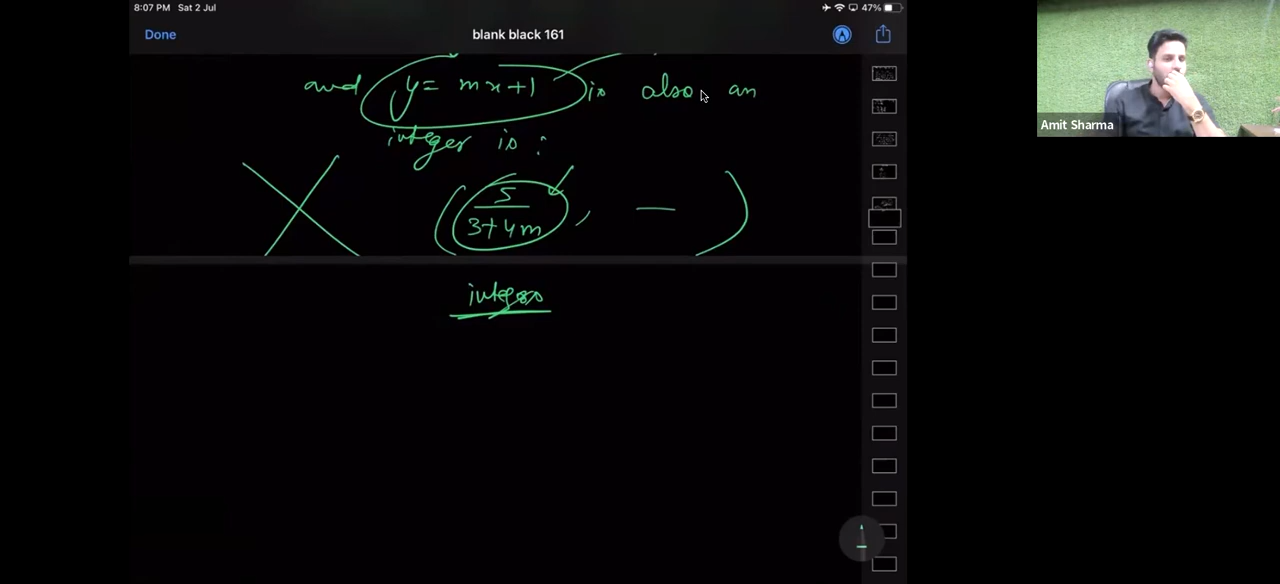 8:07 PM Sat 2 Jul
47%
Done
blank black 161
and y = mx+1 is also an
integer is :
( 5 / 3+4m , — )
integer
Amit Sharma